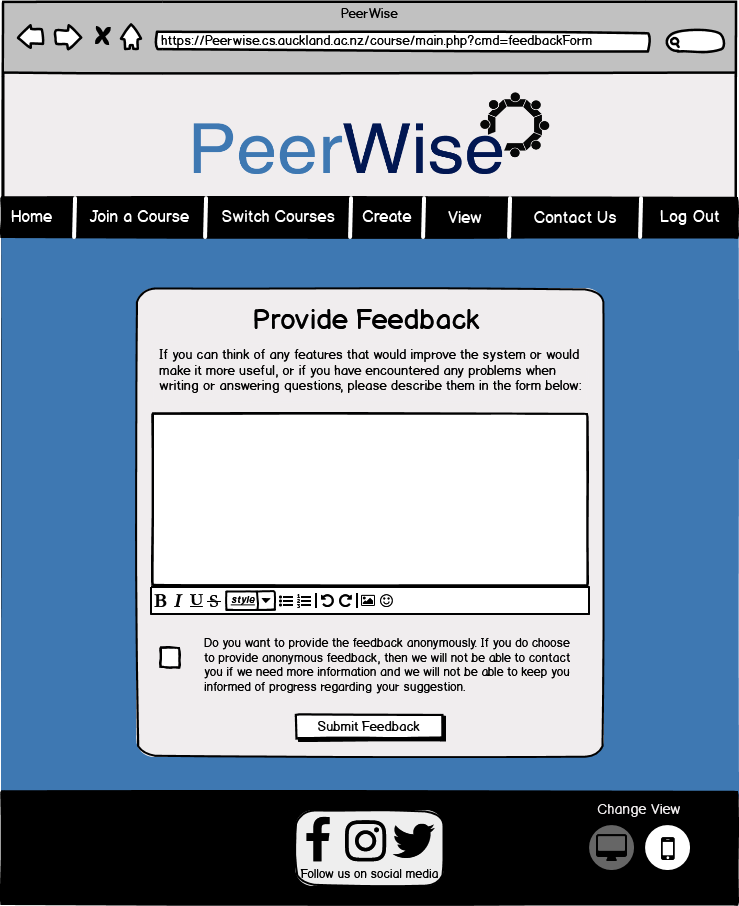 PeerWise
https://Peerwise.cs.auckland.ac.nz/course/main.php?cmd=feedbackForm
PeerWise
Home Join a Course Switch Courses Create View Contact Us Log Out
Provide Feedback
If you can think of any features that would improve the system or would
make it more useful, or if you have encountered any problems when
writing or answering questions, please describe them in the form below:
B I U S style
Do you want to provide the feedback anonymously. If you do choose
to provide anonymous feedback, then we will not be able to contact
you if we need more information and we will not be able to keep you
informed of progress regarding your suggestion.
Submit Feedback
Change View
Follow us on social media